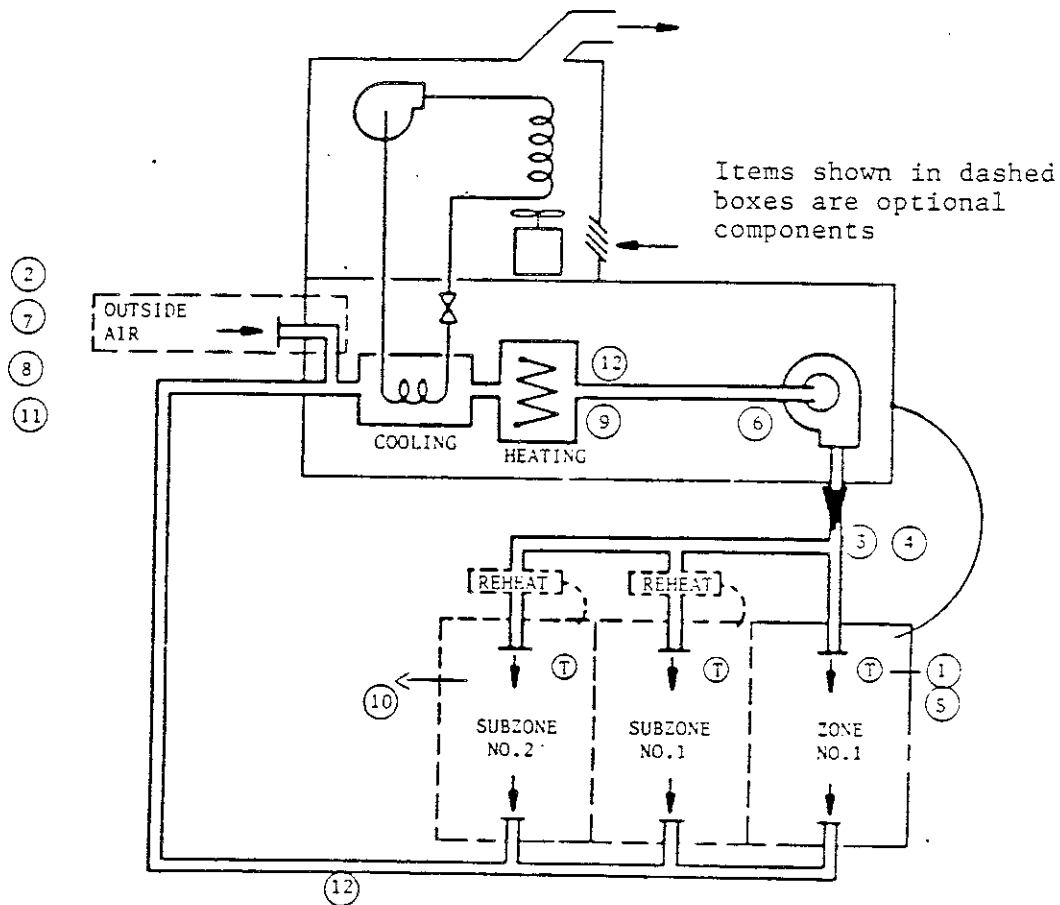 Items shown in dashed
boxes are optional
components
2
7
8
11
OUTSIDE
AIR
COOLING
HEATING
12
9
6
3 4
REHEAT
REHEAT
T
T
T
1
5
10
SUBZONE
NO.2
SUBZONE
NO.1
ZONE
NO.1
12